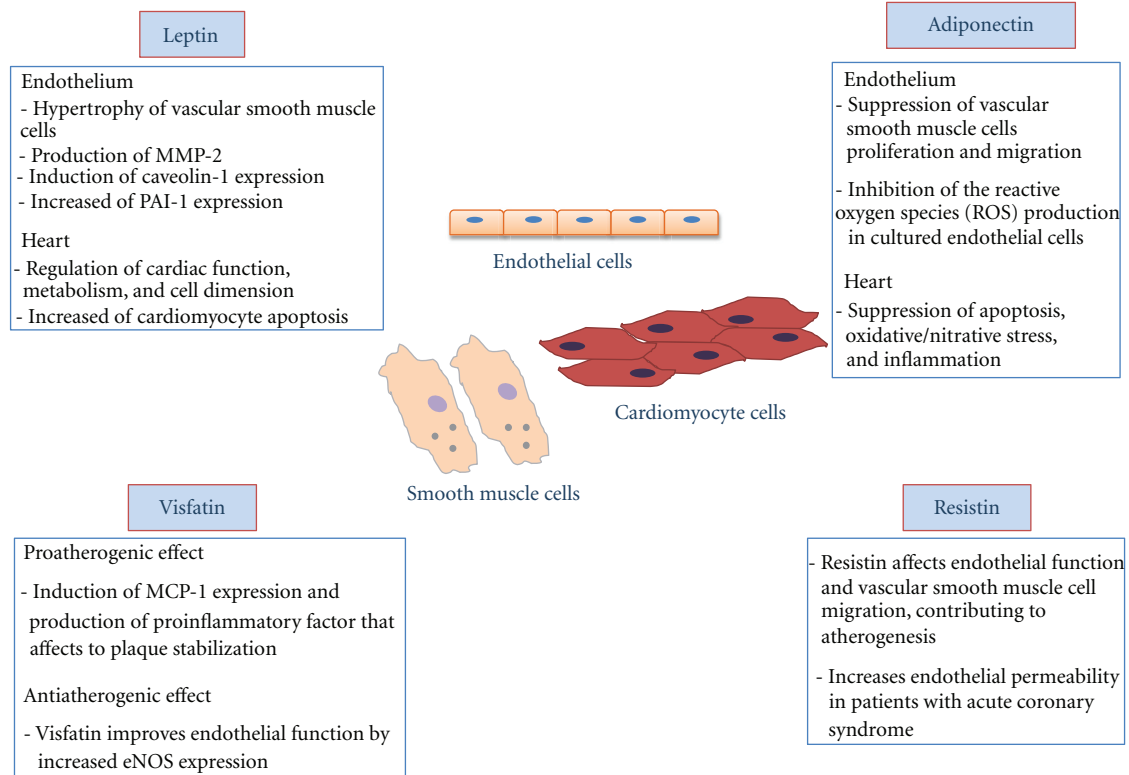 Leptin
Endothelium
- Hypertrophy of vascular smooth muscle
cells
- Production of MMP-2
- Induction of caveolin-1 expression
- Increased of PAI-1 expression
Heart
- Regulation of cardiac function,
metabolism, and cell dimension
- Increased of cardiomyocyte apoptosis
Adiponectin
Endothelium
- Suppression of vascular
smooth muscle cells
proliferation and migration
- Inhibition of the reactive
oxygen species (ROS) production
in cultured endothelial cells
Heart
- Suppression of apoptosis,
oxidative/nitrative stress,
and inflammation
Endothelial cells
Cardiomyocyte cells
Smooth muscle cells
Visfatin
Proatherogenic effect
- Induction of MCP-1 expression and
production of proinflammatory factor that
affects to plaque stabilization
Antiatherogenic effect
- Visfatin improves endothelial function by
increased eNOS expression
Resistin
- Resistin affects endothelial function
and vascular smooth muscle cell
migration, contributing to
atherogenesis
- Increases endothelial permeability
in patients with acute coronary
syndrome